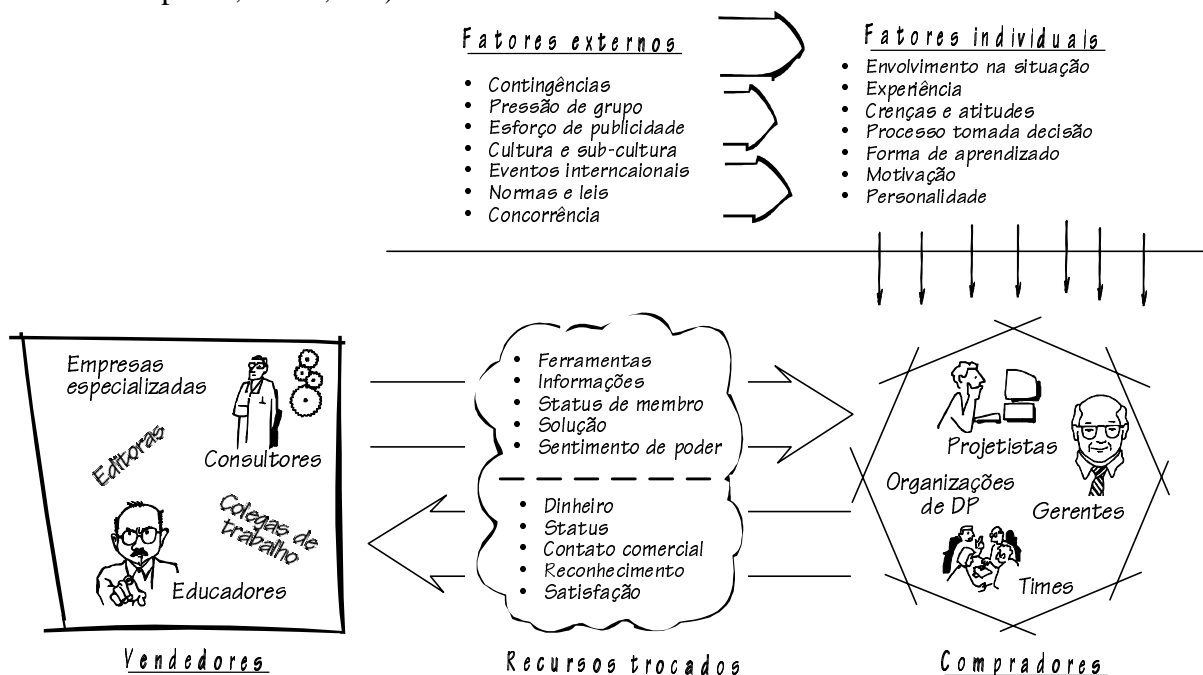 Fatores externos
• Contingências
• Pressão de grupo
• Esforço de publicidade
• Cultura e sub-cultura
• Eventos interncaionais
• Normas e leis
• Concorrência
Fatores individuais
• Envolvimento na situação
• Experiência
• Crenças e atitudes
• Processo tomada decisão
• Forma de aprendizado
• Motivação
• Personalidade
Empresas
especializadas
Editoras
Consultores
Colegas de
trabalho
Educadores
Vendedores
• Ferramentas
• Informações
• Status de membro
• Solução
• Sentimento de poder
• Dinheiro
• Status
• Contato comercial
• Reconhecimento
• Satisfação
Recursos trocados
Projetistas
Organizações
de DP
Gerentes
Times
Compradores